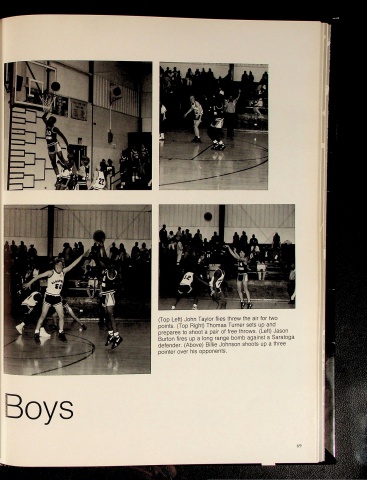 (Top Left) John Taylor flies threw the air for two
points. (Top Right) Thomas Turner sets up and
prepares to shoot a pair of free throws. (Left) Jason
Burton fires up a long range bomb against a Saratoga
defender. (Above) Billie Johnson shoots up a three
pointer over his opponents.
Boys
69